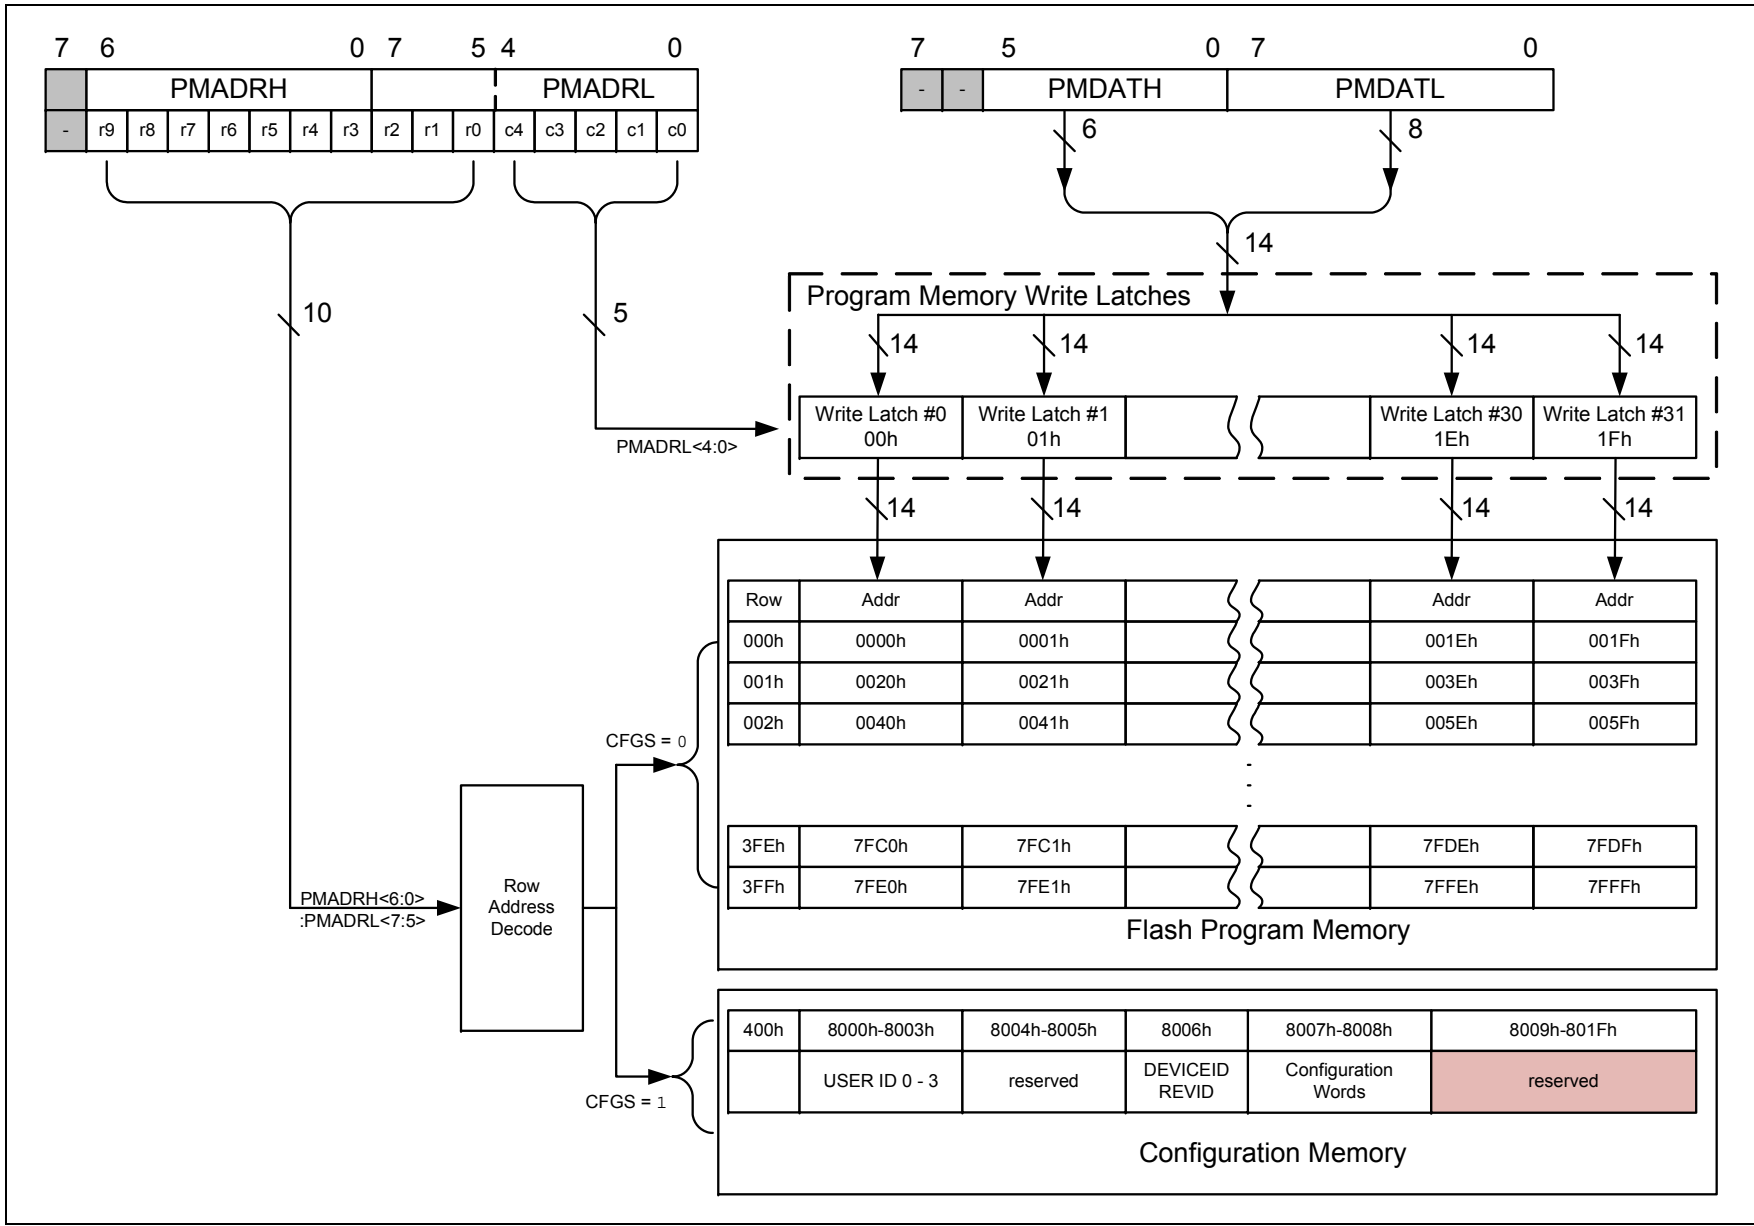 7 6 0 7 5 4 0
PMADRH PMADRL
- r9 r8 r7 r6 r5 r4 r3 r2 r1 r0 c4 c3 c2 c1 c0
7 5 0 7 0
- - PMDATH PMDATL
6 8
14
10 5
Program Memory Write Latches
14 14 14 14
Write Latch #0 Write Latch #1 Write Latch #30 Write Latch #31
00h 01h 1Eh 1Fh
PMADRL<4:0>
14 14 14 14
Row Addr Addr Addr Addr
000h 0000h 0001h 001Eh 001Fh
001h 0020h 0021h 003Eh 003Fh
002h 0040h 0041h 005Eh 005Fh
CFGS = 0
3FEh 7FC0h 7FC1h 7FDEh 7FDFh
3FFh 7FE0h 7FE1h 7FFEh 7FFFh
Flash Program Memory
PMADRH<6:0>
:PMADRL<7:5>
Row
Address
Decode
400h 8000h-8003h 8004h-8005h 8006h 8007h-8008h 8009h-801Fh
USER ID 0 - 3 reserved DEVICEID REVID Configuration Words reserved
CFGS = 1
Configuration Memory